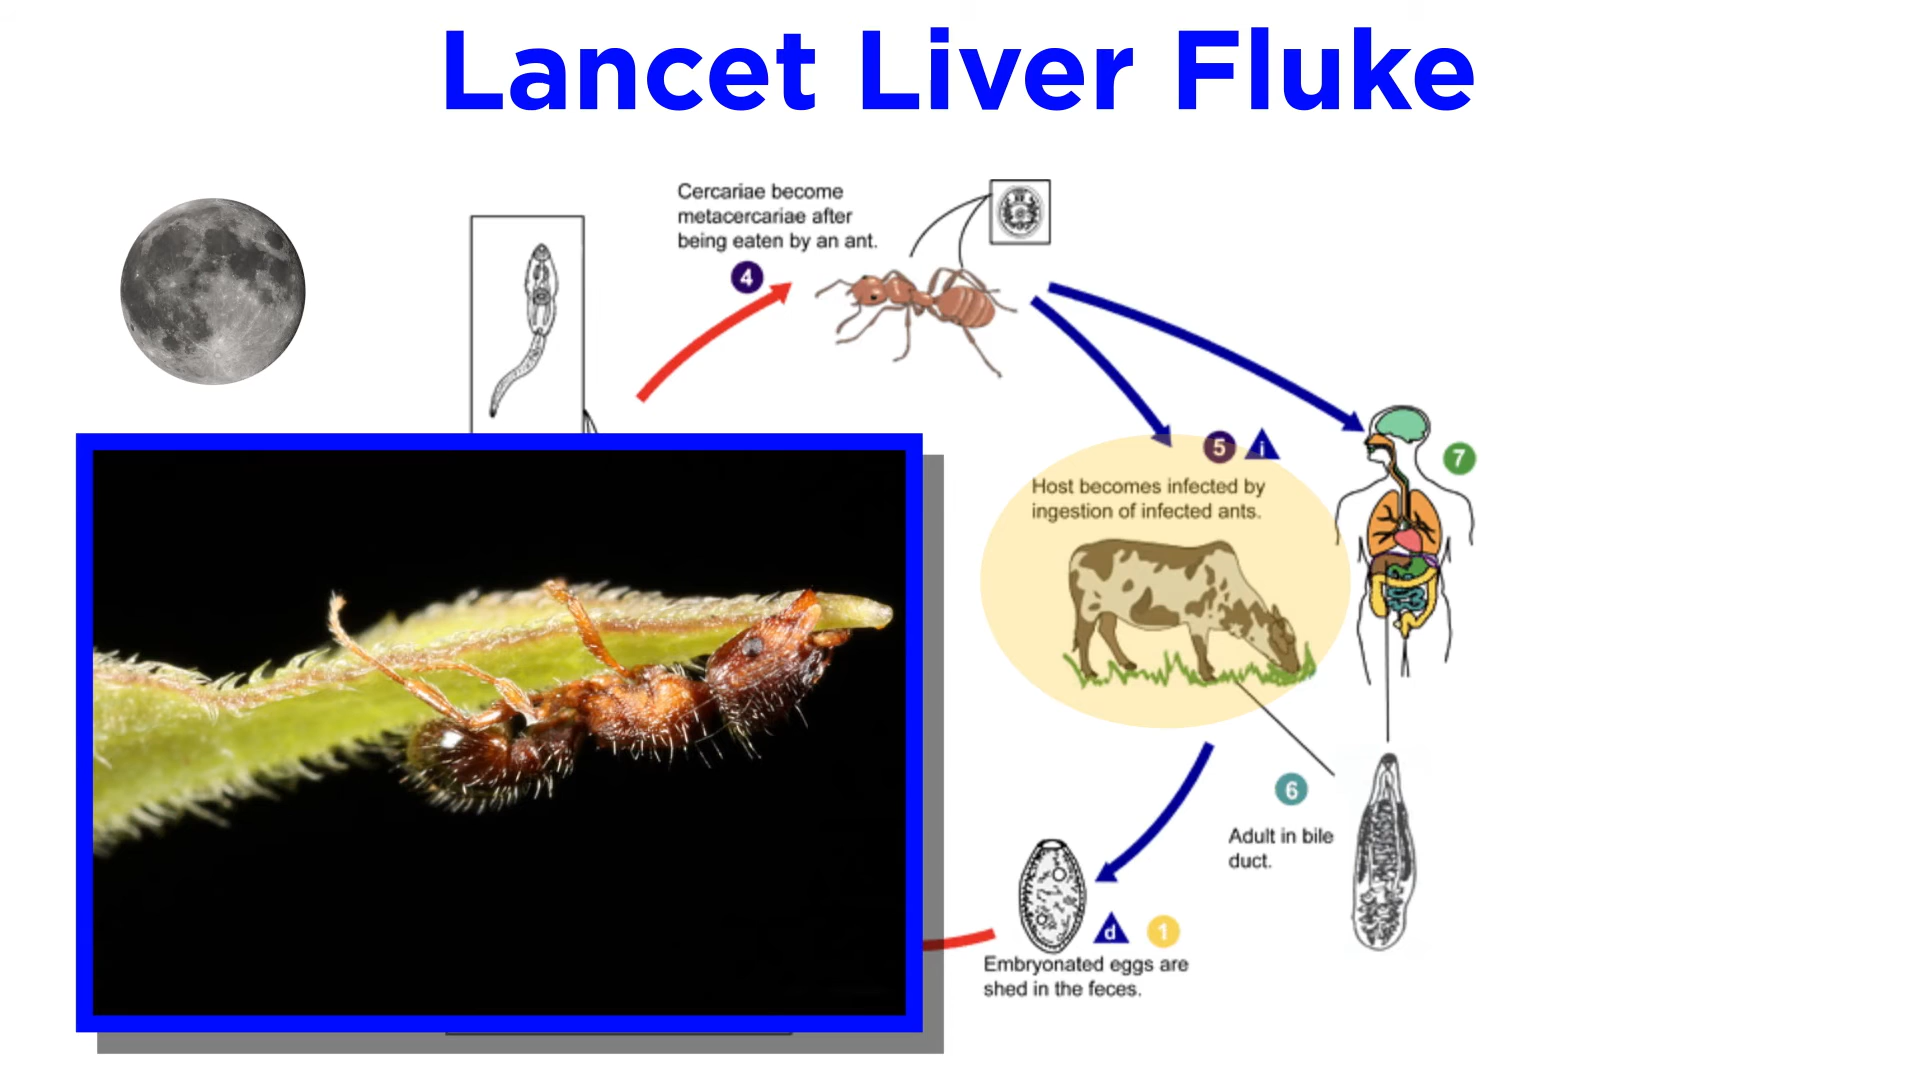 Lancet Liver Fluke
Cercariae become
metacercariae after
being eaten by an ant.
4
5 i
Host becomes infected by
ingestion of infected ants.
7
6
Adult in bile
duct.
d 1
Embryonated eggs are
shed in the feces.